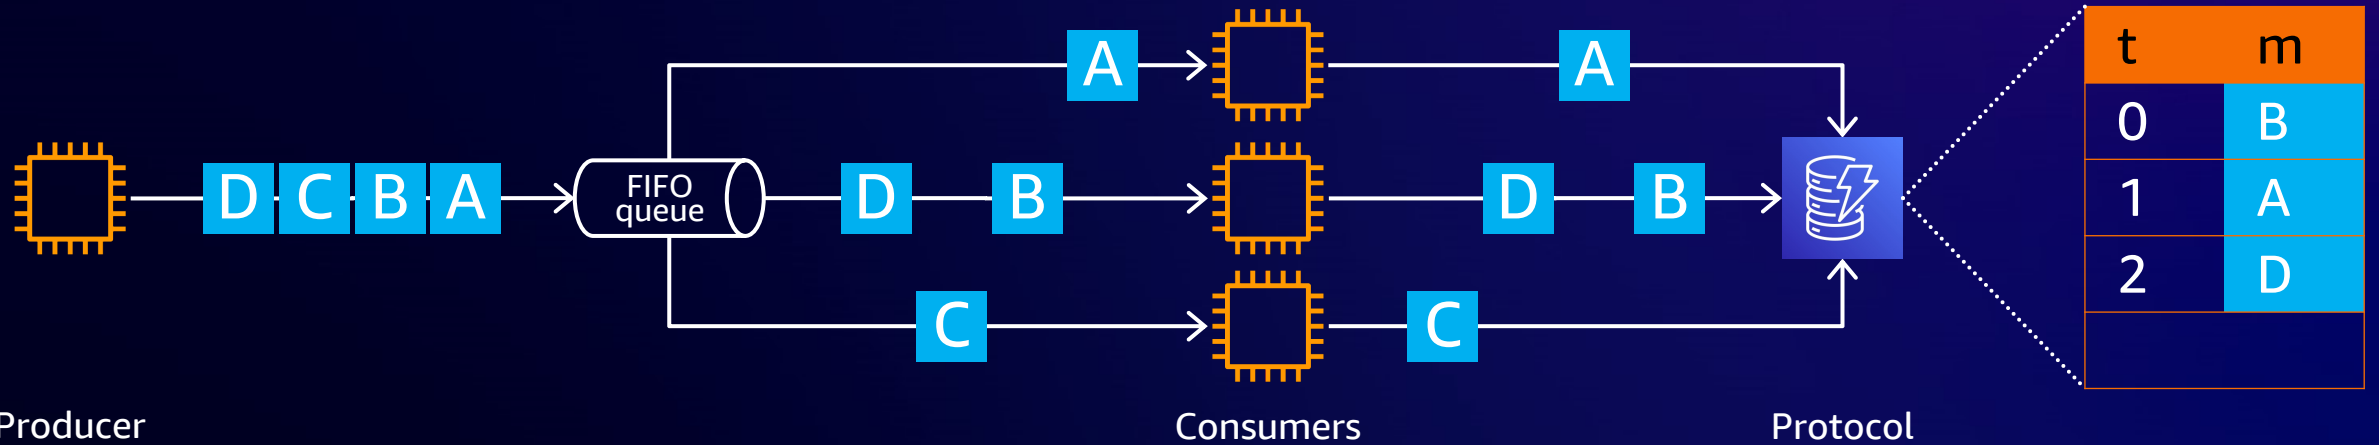 A A
D C B A
FIFO
queue
D B
D B
C C
t m
0 B
1 A
2 D
Producer
Consumers
Protocol